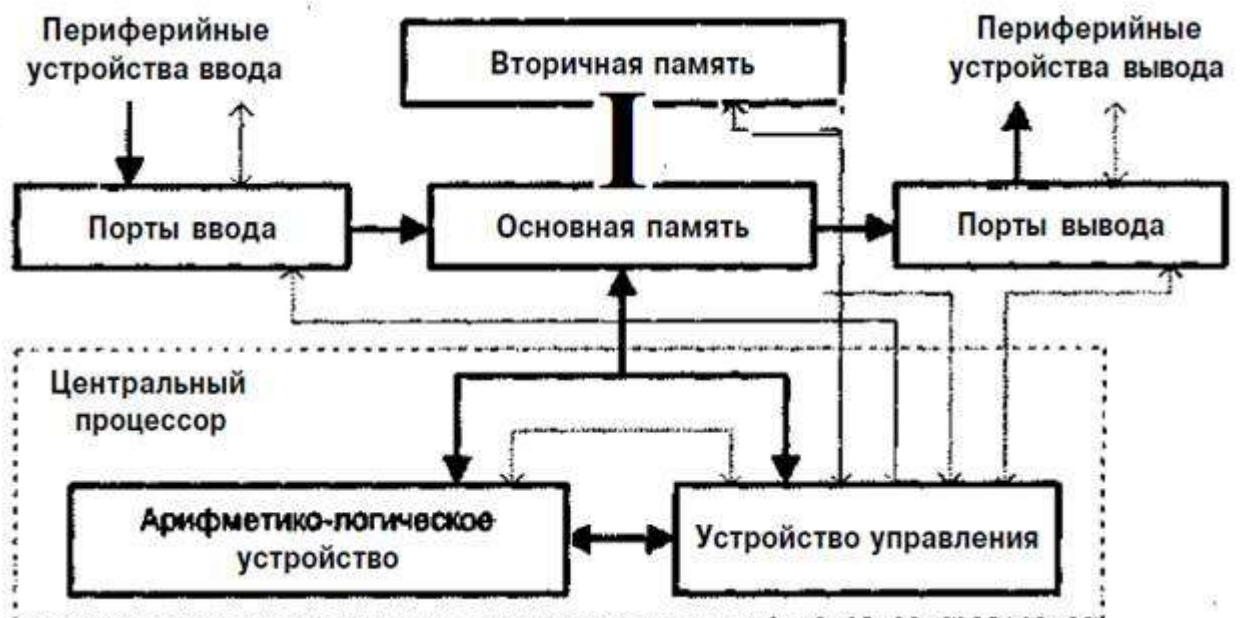 Периферийные
устройства ввода
Вторичная память
Периферийные
устройства вывода
Порты ввода
Основная память
Порты вывода
Центральный
процессор
Арифметико-логическое
устройство
Устройство управления